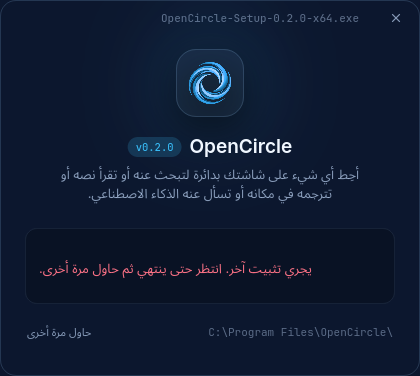 OpenCircle-Setup-0.2.0-x64.exe
OpenCircle v0.2.0
أحِط أي شيء على شاشتك بدائرة لتبحث عنه أو تقرأ نصه أو
تترجمه في مكانه أو تسأل عنه الذكاء الاصطناعي.
يجري تثبيت آخر. انتظر حتى ينتهي ثم حاول مرة أخرى.
C:\Program Files\OpenCircle\
حاول مرة أخرى